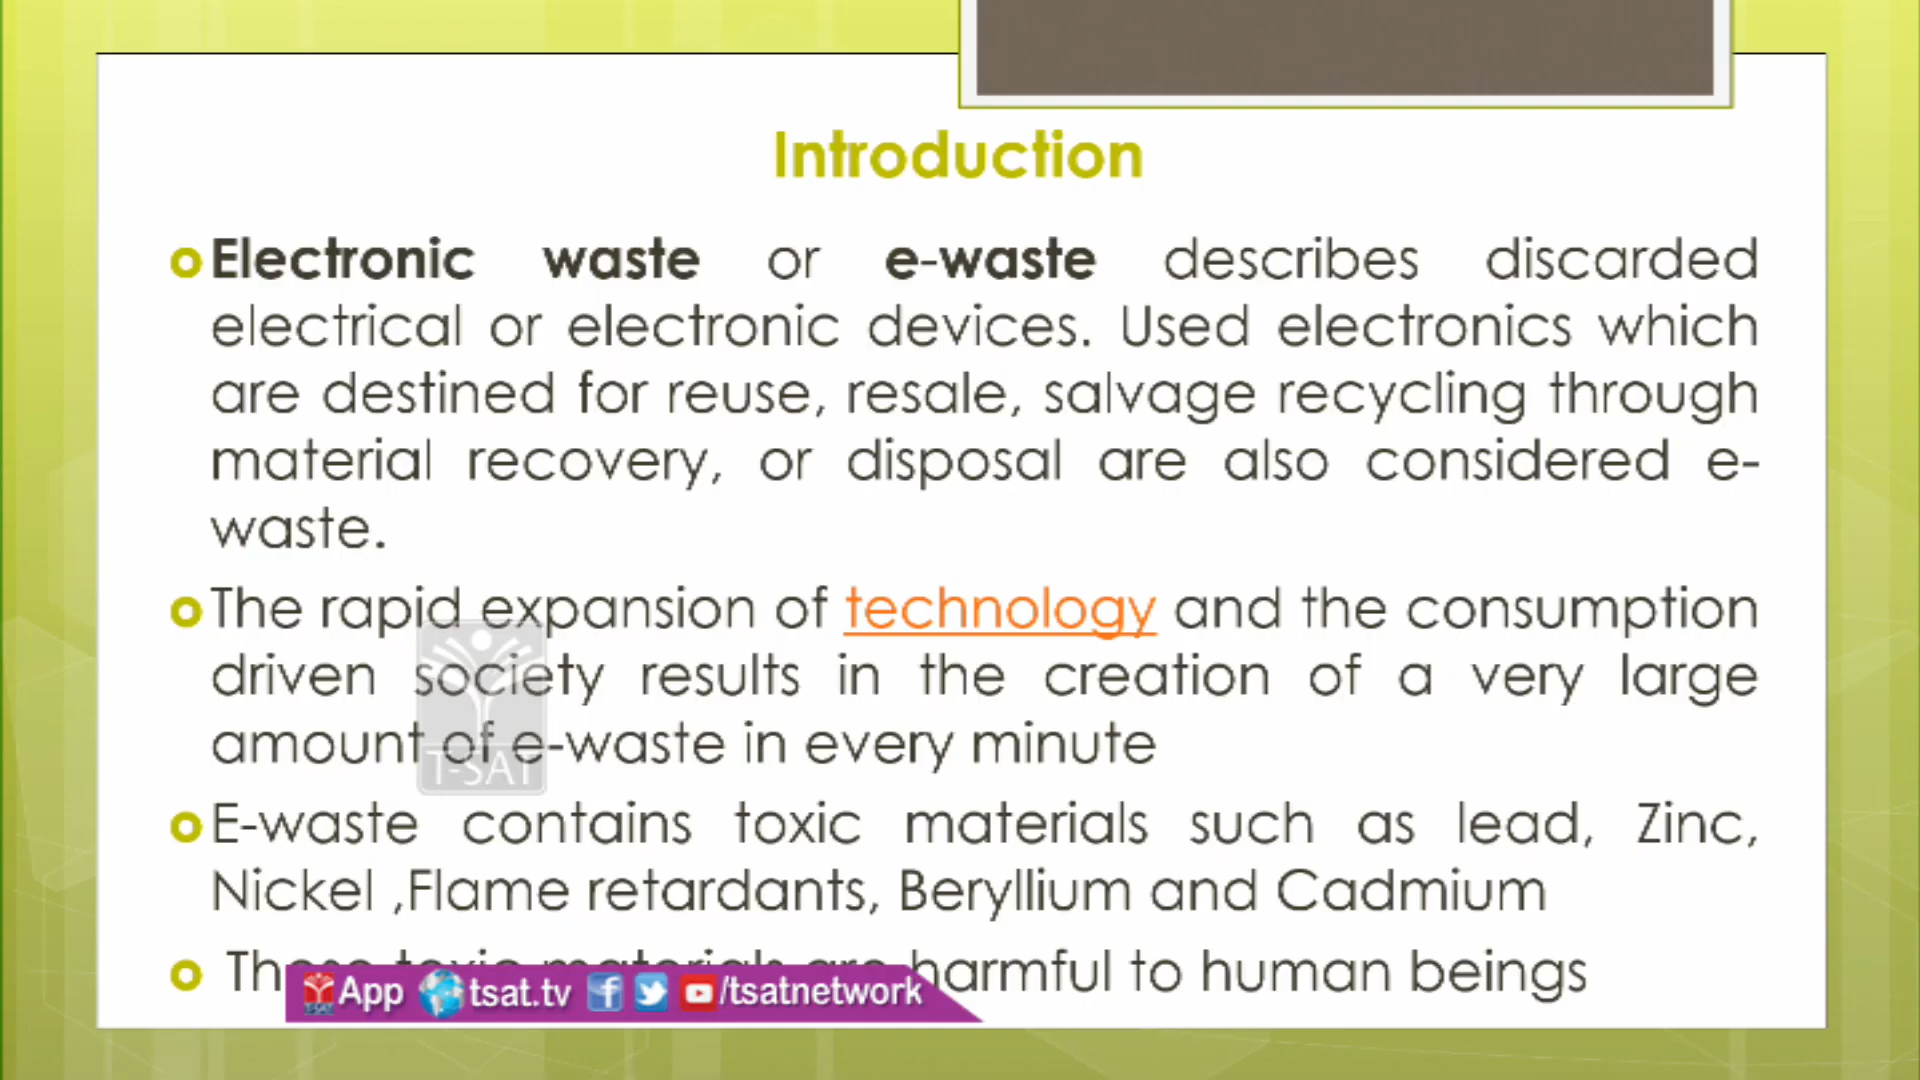 Introduction
Electronic waste or e-waste describes discarded
electrical or electronic devices. Used electronics which
are destined for reuse, resale, salvage recycling through
material recovery, or disposal are also considered e-
waste.
The rapid expansion of technology and the consumption
driven society results in the creation of a very large
amount of e-waste in every minute
E-waste contains toxic materials such as lead, Zinc,
Nickel ,Flame retardants, Beryllium and Cadmium
These toxic materials are harmful to human beings
T-SAT
App tsat.tv /tsatnetwork